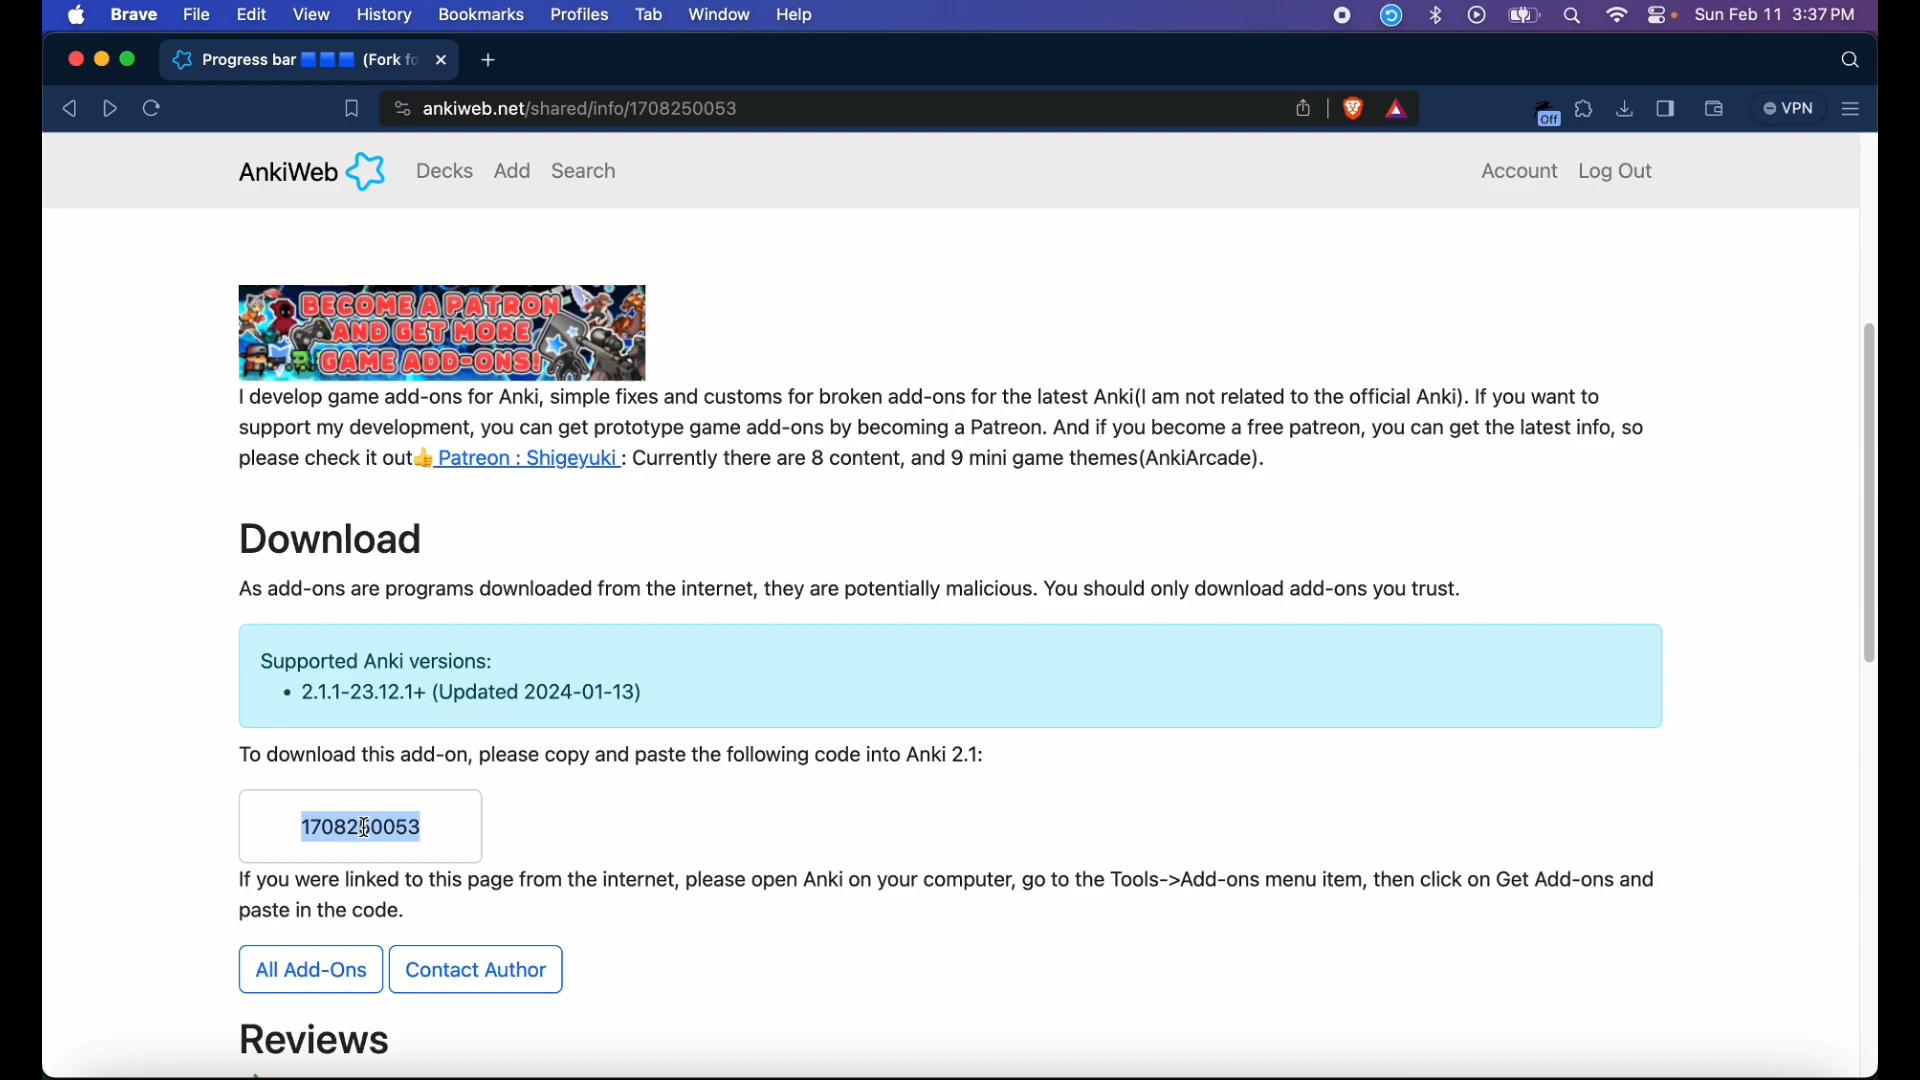 Brave File Edit View History Bookmarks Profiles Tab Window Help Sun Feb 11 3:37 PM
Progress bar 🟦🟦🟦 (Fork fo
ankiweb.net/shared/info/1708250053 Off VPN
AnkiWeb Decks Add Search Account Log Out
BECOME A PATRON
AND GET MORE
GAME ADD-ONS!
I develop game add-ons for Anki, simple fixes and customs for broken add-ons for the latest Anki(I am not related to the official Anki). If you want to
support my development, you can get prototype game add-ons by becoming a Patreon. And if you become a free patreon, you can get the latest info, so
please check it out👍 Patreon : Shigeyuki : Currently there are 8 content, and 9 mini game themes(AnkiArcade).
Download
As add-ons are programs downloaded from the internet, they are potentially malicious. You should only download add-ons you trust.
Supported Anki versions:
• 2.1.1-23.12.1+ (Updated 2024-01-13)
To download this add-on, please copy and paste the following code into Anki 2.1:
1708250053
If you were linked to this page from the internet, please open Anki on your computer, go to the Tools->Add-ons menu item, then click on Get Add-ons and
paste in the code.
All Add-Ons Contact Author
Reviews